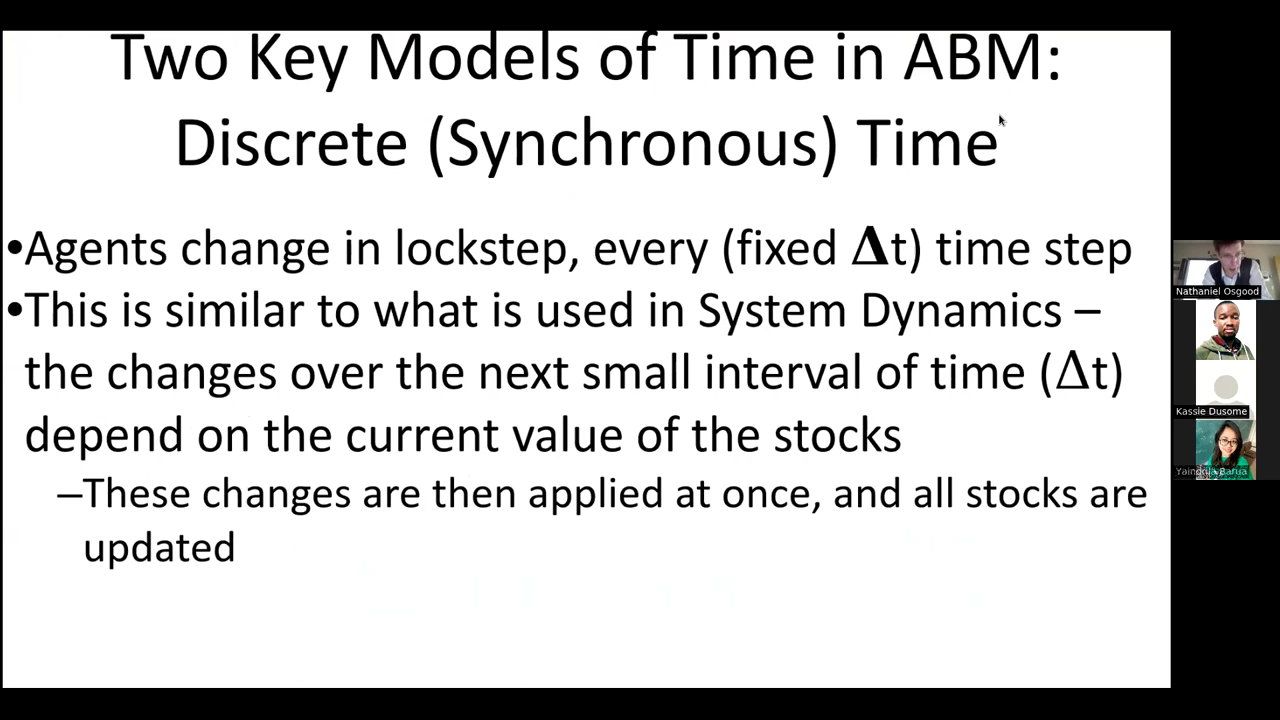 Two Key Models of Time in ABM:
Discrete (Synchronous) Time
•Agents change in lockstep, every (fixed Δt) time step
•This is similar to what is used in System Dynamics –
the changes over the next small interval of time (Δt)
depend on the current value of the stocks
–These changes are then applied at once, and all stocks are
updated
Nathaniel Osgood
Kassie Dusome
Yaindrila Barua